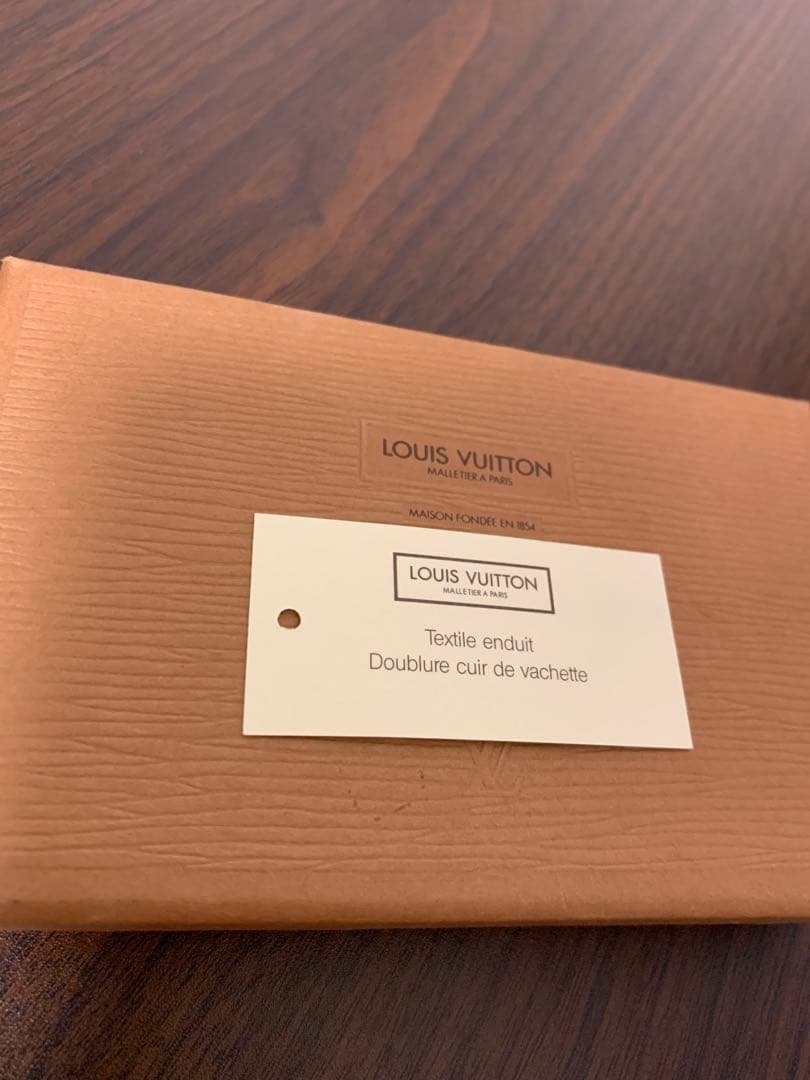 LOUIS VUITTON
MALLETIER A PARIS
MAISON FONDÉE EN 1854
LOUIS VUITTON
MALLETIER A PARIS
Textile enduit
Doublure cuir de vachette